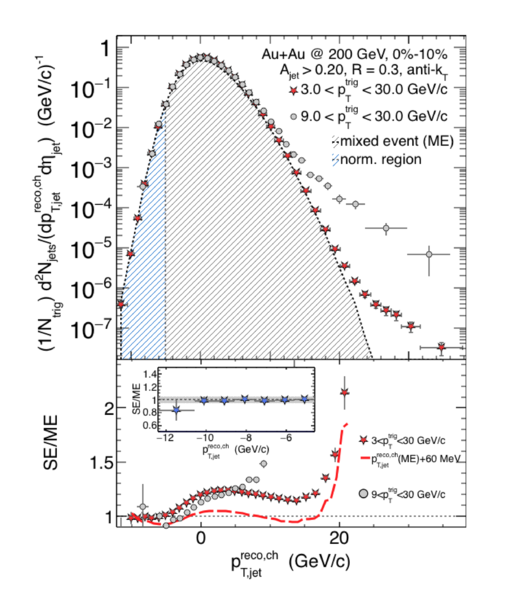 Au+Au @ 200 GeV, 0%-10%
A_jet > 0.20, R = 0.3, anti-k_T
3.0 < p_T^trig < 30.0 GeV/c
9.0 < p_T^trig < 30.0 GeV/c
mixed event (ME)
norm. region
(1/N_trig) d²N_jets/(dp_T,jet^reco,ch dη_jet) (GeV/c)⁻¹
1
10⁻¹
10⁻²
10⁻³
10⁻⁴
10⁻⁵
10⁻⁶
10⁻⁷
SE/ME
1.4
1.2
1.0
0.8
0.6
−12 −10 −8 −6
p_T,jet^reco,ch (GeV/c)
SE/ME
2
1.5
1
3<p_T^trig<30 GeV/c
p_T,jet^reco,ch(ME)+60 MeV
9<p_T^trig<30 GeV/c
0 20
p_T,jet^reco,ch (GeV/c)